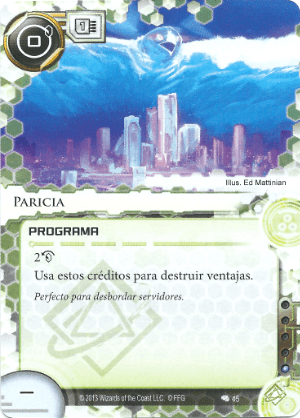 0
1
Illus. Ed Mattinian
PARICIA
PROGRAMA
2
Usa estos créditos para destruir ventajas.
Perfecto para desbordar servidores.
–
© 2013 Wizards of the Coast LLC. © FFG
45